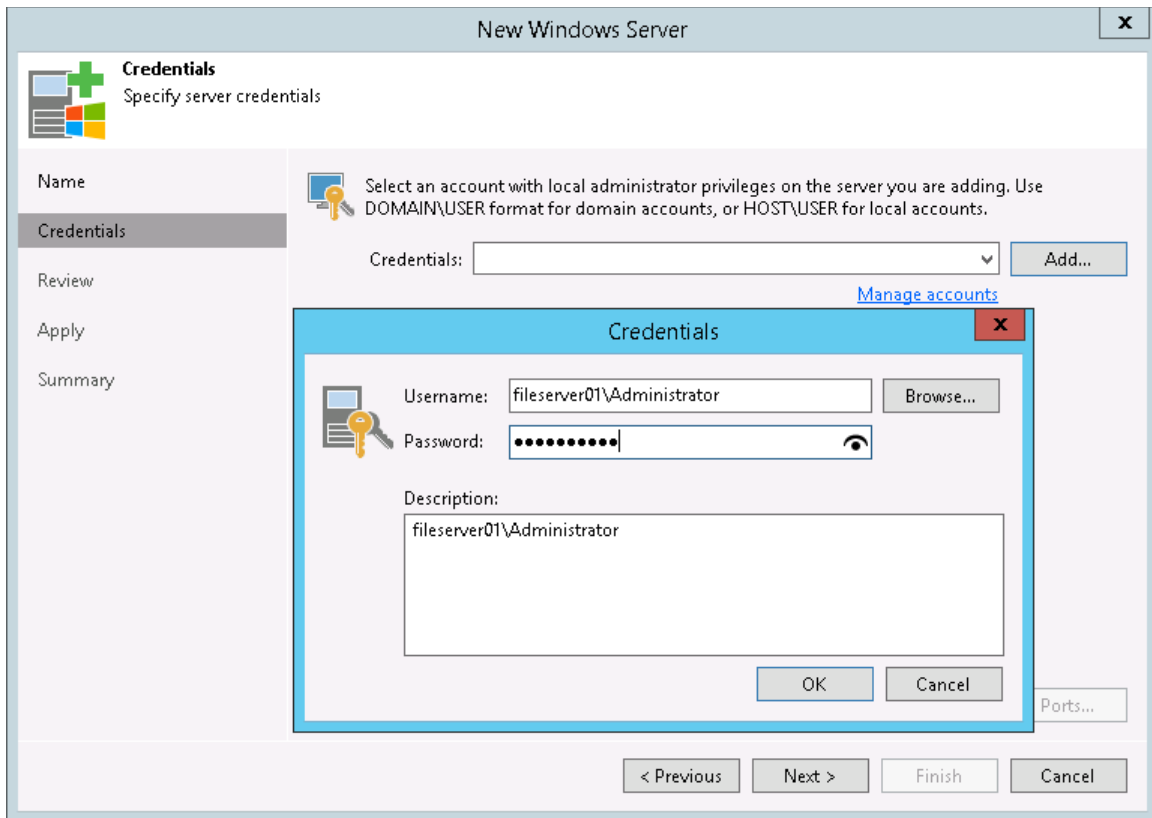 New Windows Server
x
Credentials
Specify server credentials
Name
Credentials
Review
Apply
Summary
Select an account with local administrator privileges on the server you are adding. Use
DOMAIN\USER format for domain accounts, or HOST\USER for local accounts.
Credentials:
Add...
Manage accounts
Credentials
x
Username:
fileserver01\Administrator
Browse...
Password:
••••••••••
Description:
fileserver01\Administrator
OK
Cancel
Ports...
< Previous
Next >
Finish
Cancel